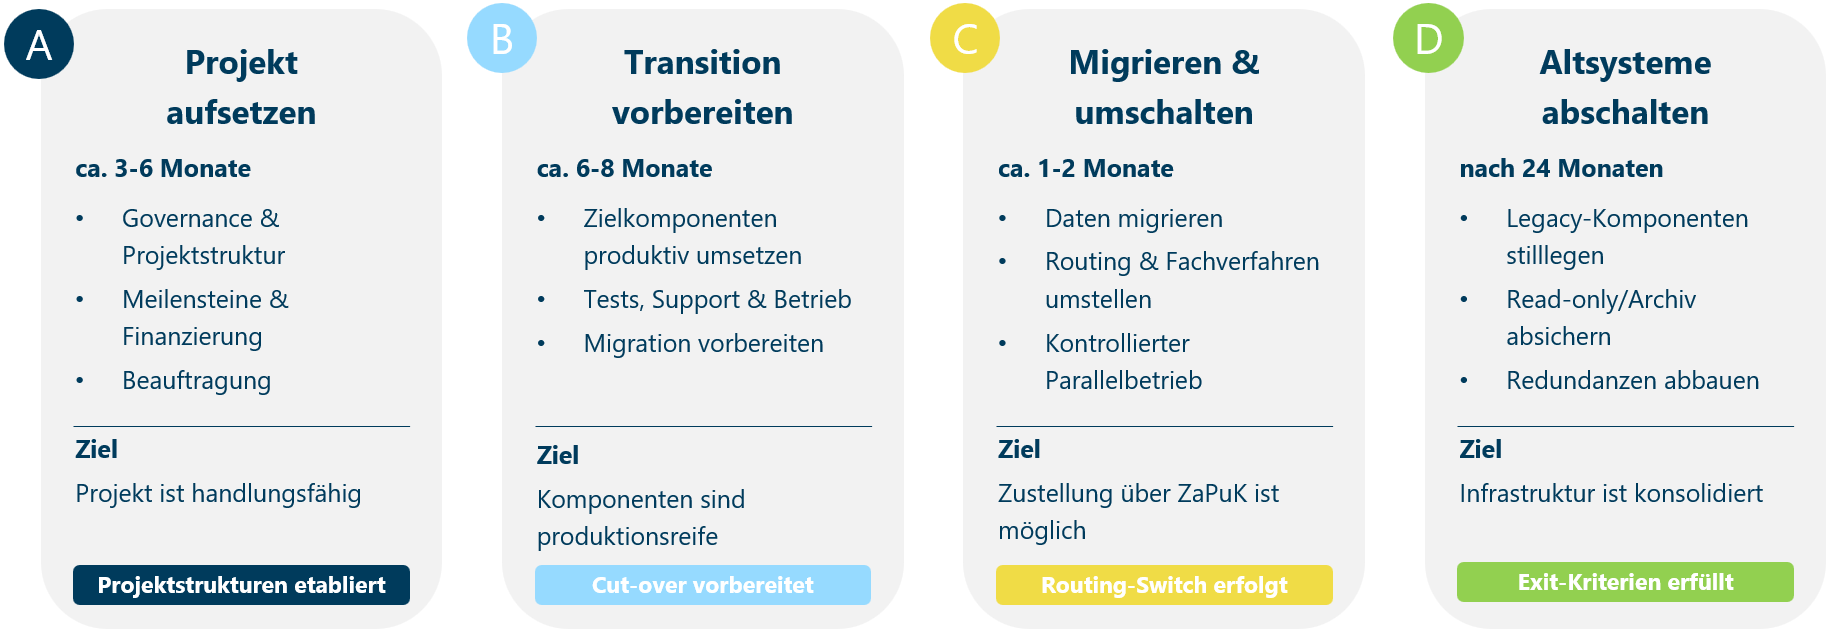 A
Projekt
aufsetzen
ca. 3-6 Monate
• Governance &
Projektstruktur
• Meilensteine &
Finanzierung
• Beauftragung
Ziel
Projekt ist handlungsfähig
Projektstrukturen etabliert
B
Transition
vorbereiten
ca. 6-8 Monate
• Zielkomponenten
produktiv umsetzen
• Tests, Support & Betrieb
• Migration vorbereiten
Ziel
Komponenten sind
produktionsreife
Cut-over vorbereitet
C
Migrieren &
umschalten
ca. 1-2 Monate
• Daten migrieren
• Routing & Fachverfahren
umstellen
• Kontrollierter
Parallelbetrieb
Ziel
Zustellung über ZaPuK ist
möglich
Routing-Switch erfolgt
D
Altsysteme
abschalten
nach 24 Monaten
• Legacy-Komponenten
stilllegen
• Read-only/Archiv
absichern
• Redundanzen abbauen
Ziel
Infrastruktur ist konsolidiert
Exit-Kriterien erfüllt